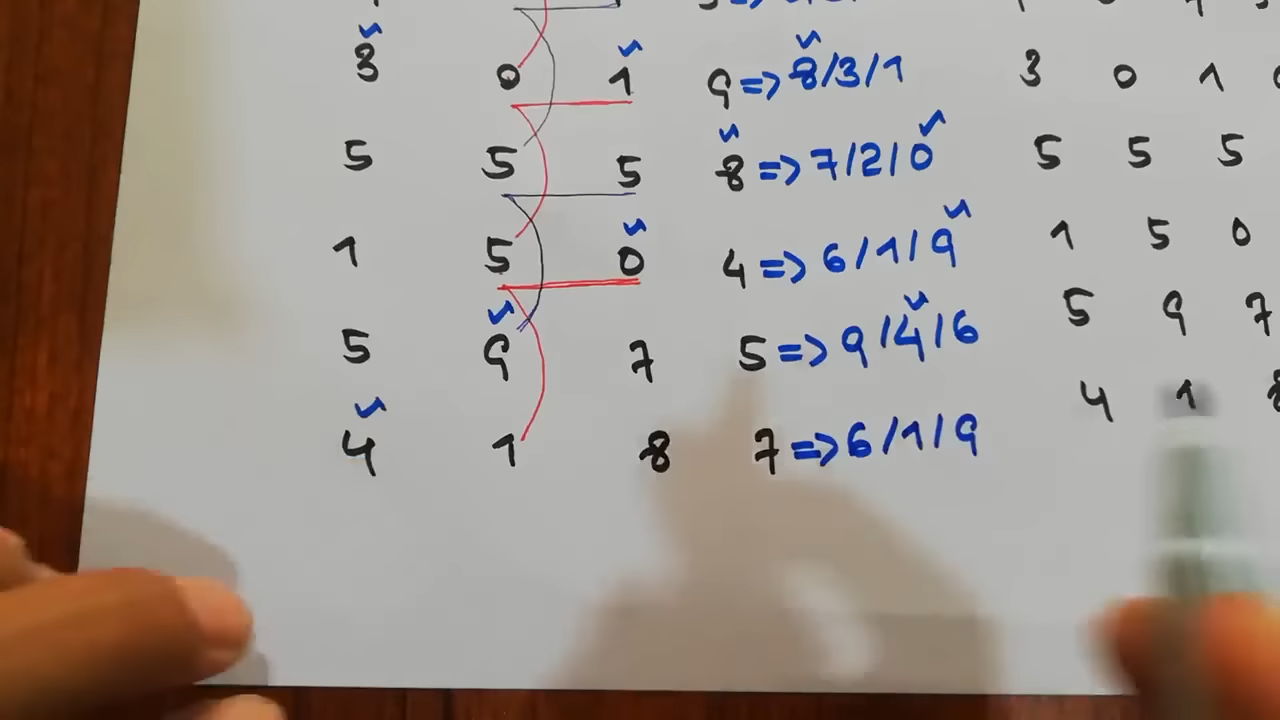 3 0 1 9 => 8/3/1 3 0 1
5 5 5 8 => 7/2/0 5 5 5
1 5 0 4 => 6/1/9 1 5 0
5 9 7 5 => 9/4/6 5 9 7
4 1 8 7 => 6/1/9 4 1 8